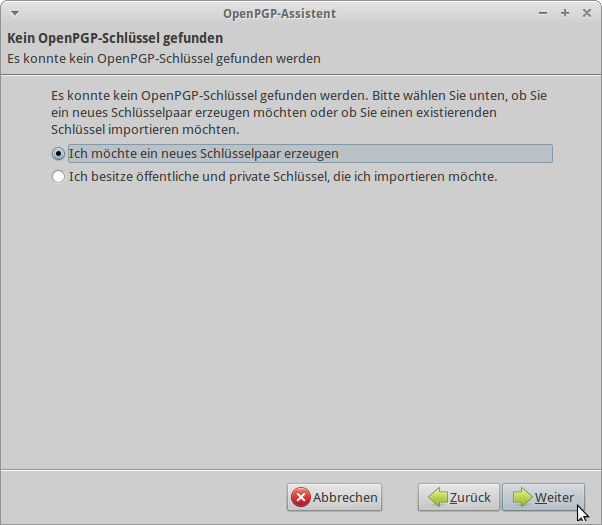 OpenPGP-Assistent
Kein OpenPGP-Schlüssel gefunden
Es konnte kein OpenPGP-Schlüssel gefunden werden
Es konnte kein OpenPGP-Schlüssel gefunden werden. Bitte wählen Sie unten, ob Sie
ein neues Schlüsselpaar erzeugen möchten oder ob Sie einen existierenden
Schlüssel importieren möchten.
Ich möchte ein neues Schlüsselpaar erzeugen
Ich besitze öffentliche und private Schlüssel, die ich importieren möchte.
Abbrechen Zurück Weiter